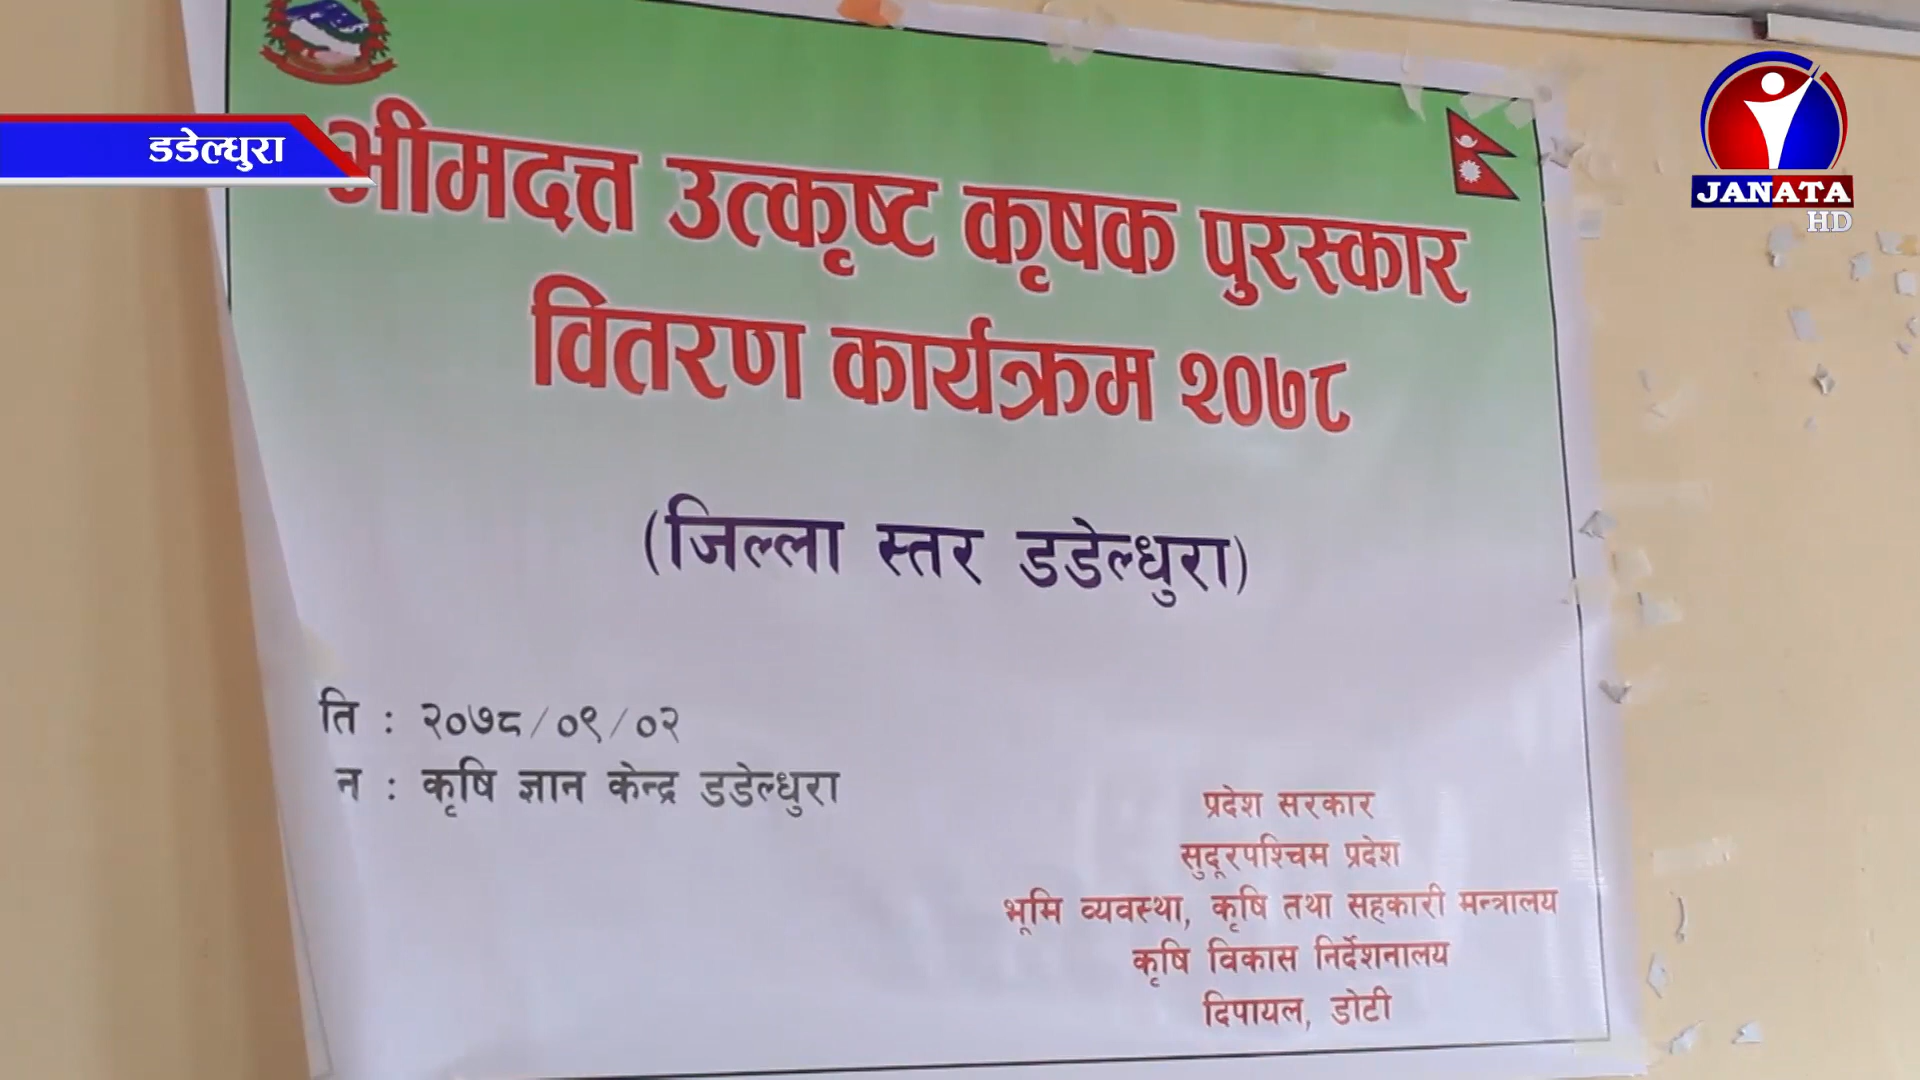 डडेल्धुरा
JANATA
HD
भीमदत्त उत्कृष्ट कृषक पुरस्कार
वितरण कार्यक्रम २०७८
(जिल्ला स्तर डडेल्धुरा)
ति : २०७८/०९/०२
न : कृषि ज्ञान केन्द्र डडेल्धुरा
प्रदेश सरकार
सुदूरपश्चिम प्रदेश
भूमि व्यवस्था, कृषि तथा सहकारी मन्त्रालय
कृषि विकास निर्देशनालय
दिपायल, डोटी